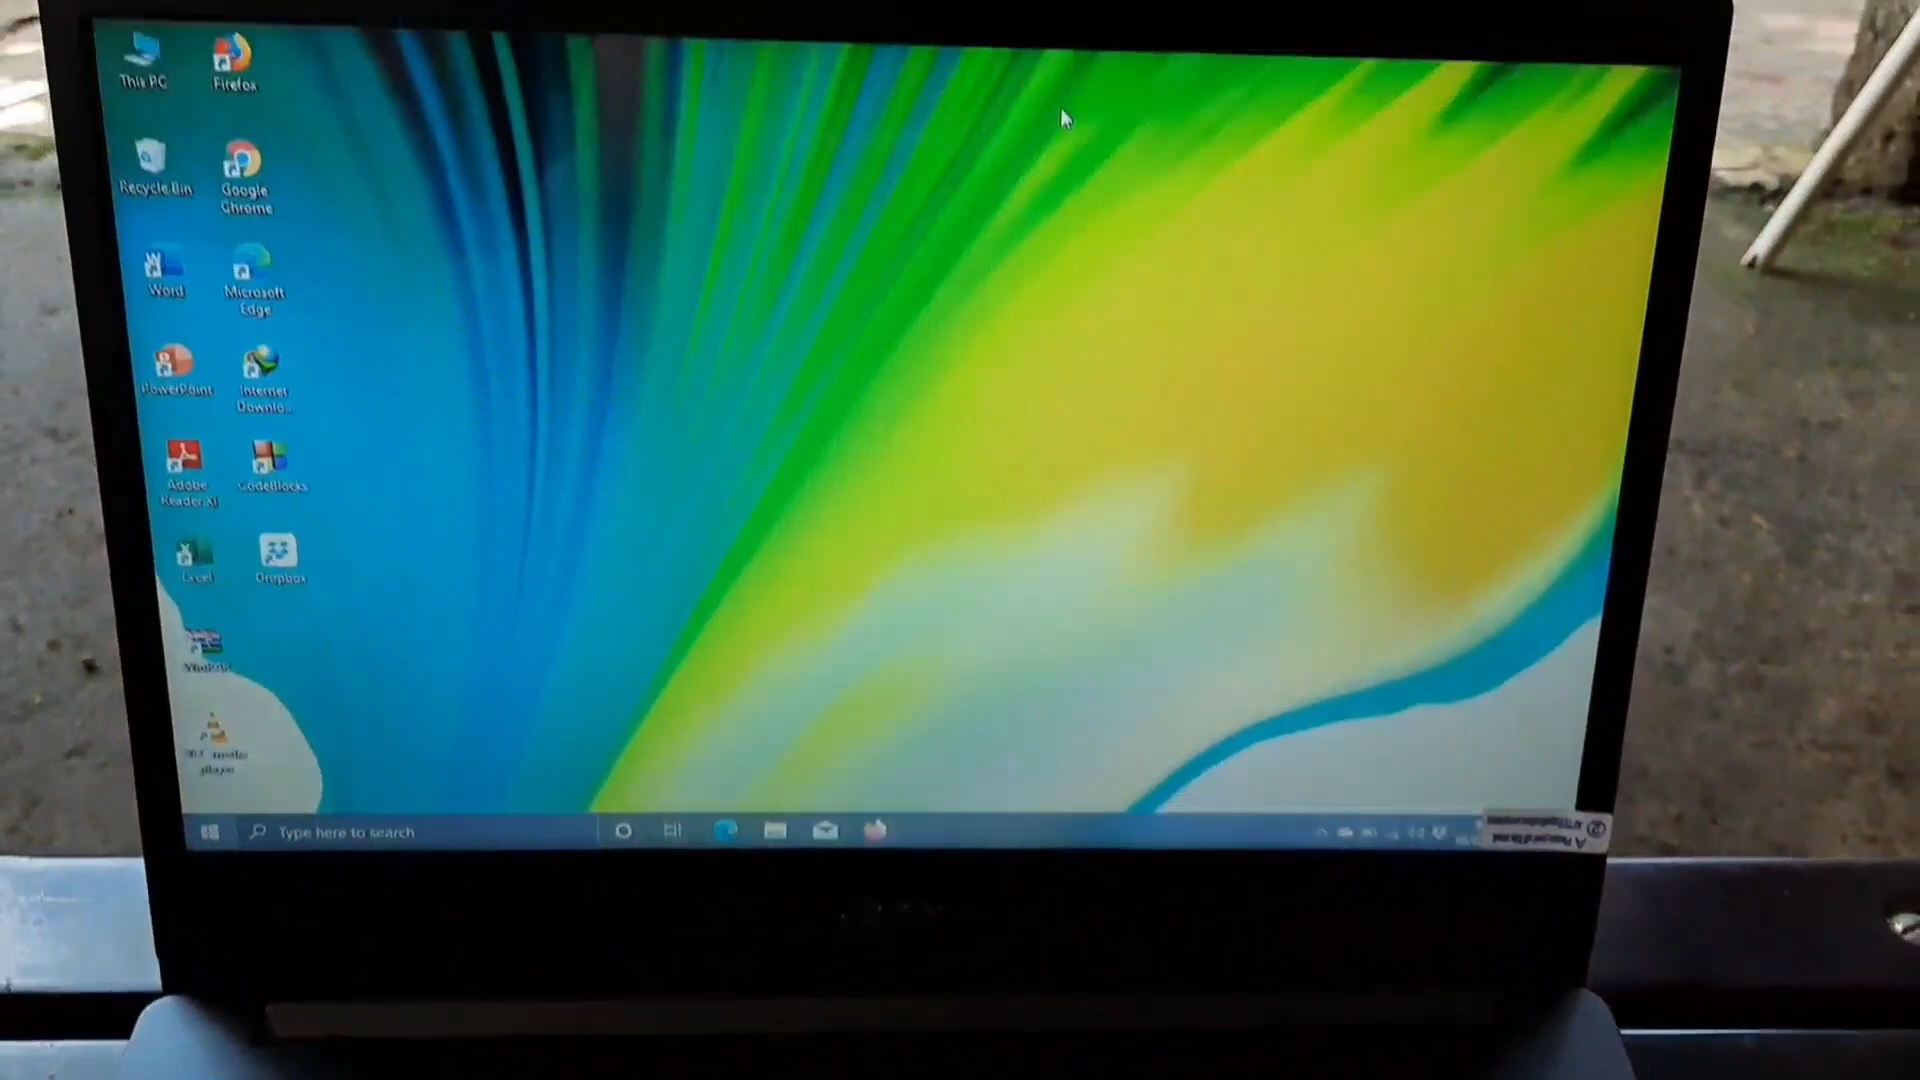 This PC
Firefox
Recycle Bin
Google
Chrome
Word
Microsoft
Edge
PowerPoint
Internet
Downlo...
Adobe
Reader XI
CodeBlocks
Excel
Dropbox
player
Type here to search